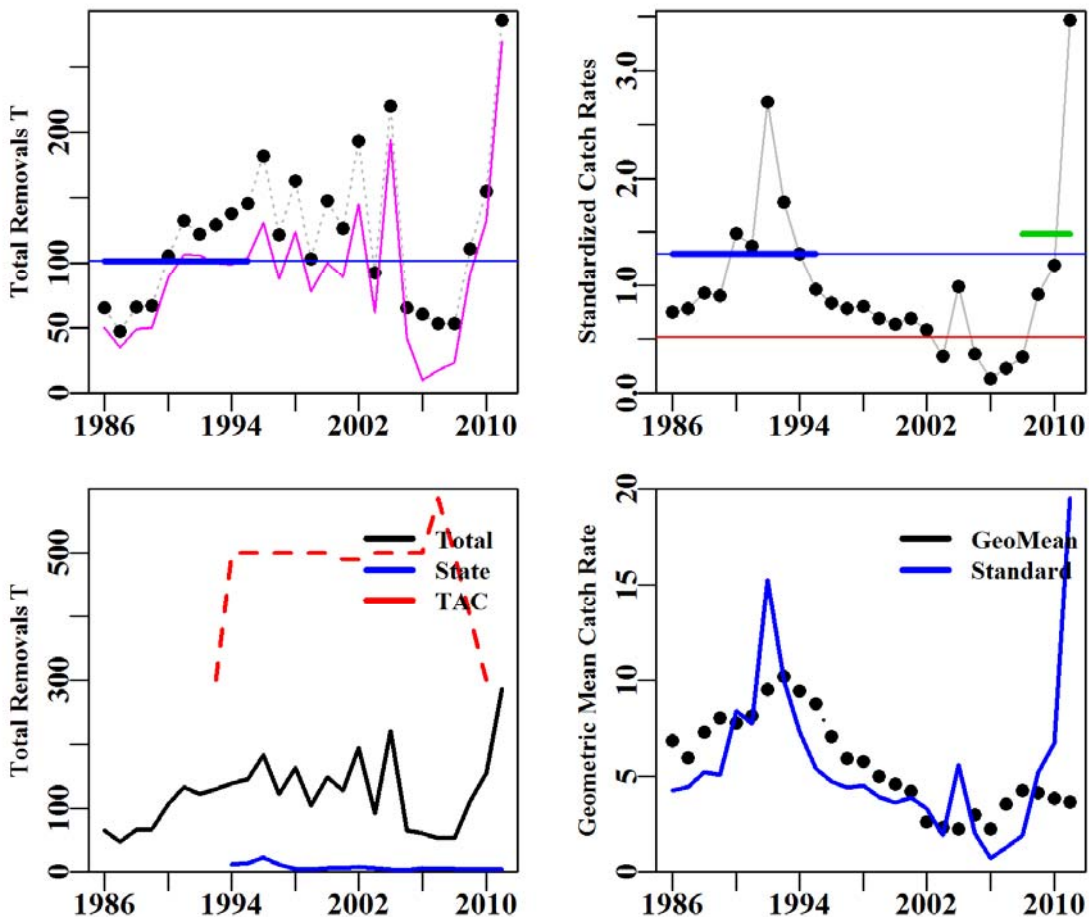 Total Removals T
200
100
50
0
1986 1994 2002 2010
Standardized Catch Rates
3.0
2.0
1.0
0.0
1986 1994 2002 2010
Total Removals T
500
300
100
0
Total
State
TAC
1986 1994 2002 2010
Geometric Mean Catch Rate
20
15
10
5
0
GeoMean
Standard
1986 1994 2002 2010